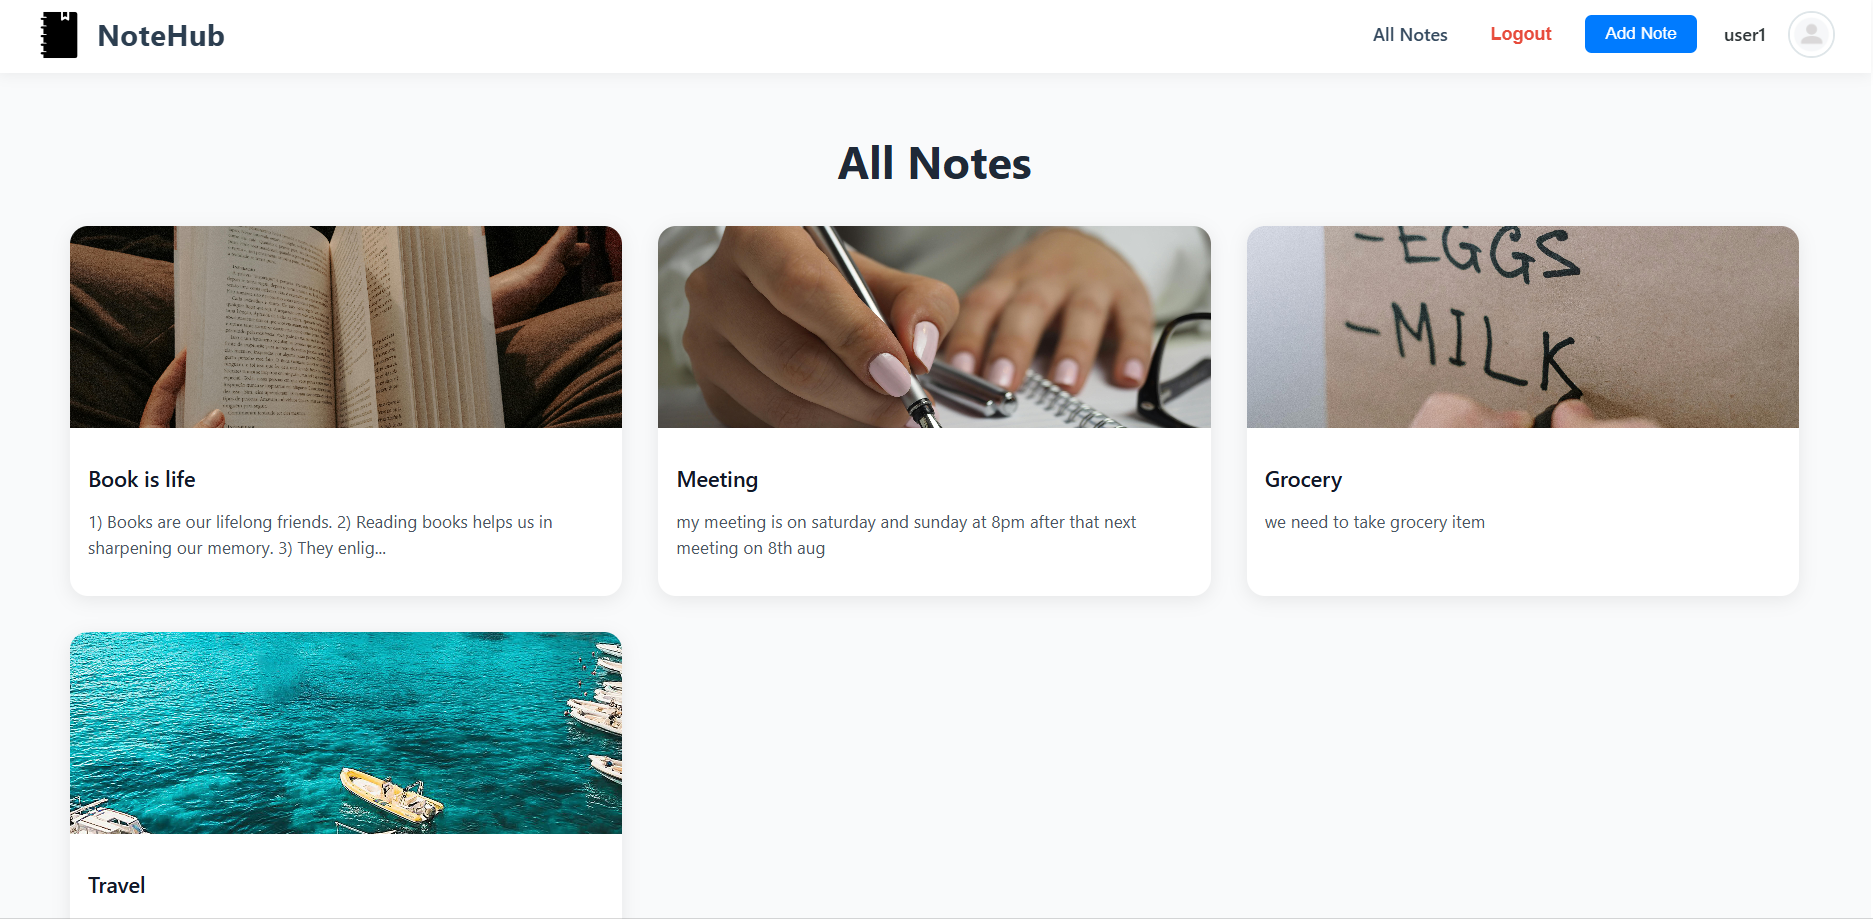 NoteHub
All Notes
Logout
Add Note
user1
All Notes
-EGGS
-MILK
Book is life
1) Books are our lifelong friends. 2) Reading books helps us in
sharpening our memory. 3) They enlig...
Meeting
my meeting is on saturday and sunday at 8pm after that next
meeting on 8th aug
Grocery
we need to take grocery item
Travel